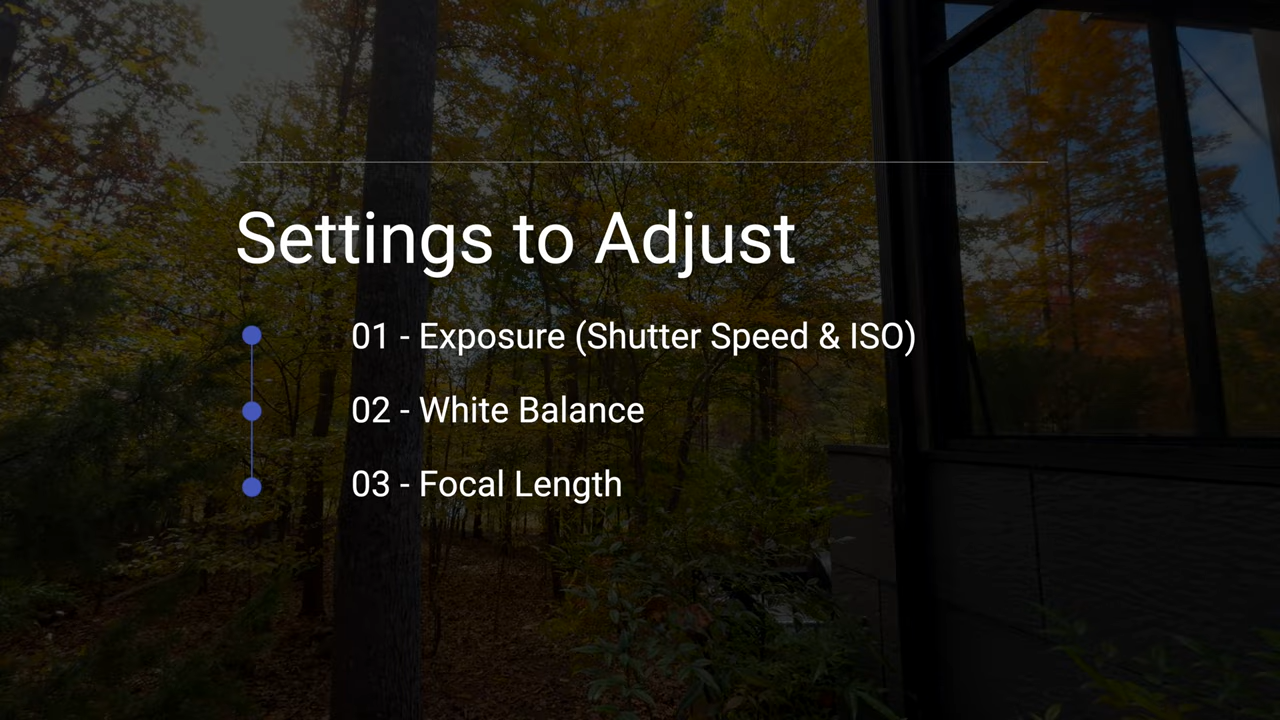 Settings to Adjust
01 - Exposure (Shutter Speed & ISO)
02 - White Balance
03 - Focal Length